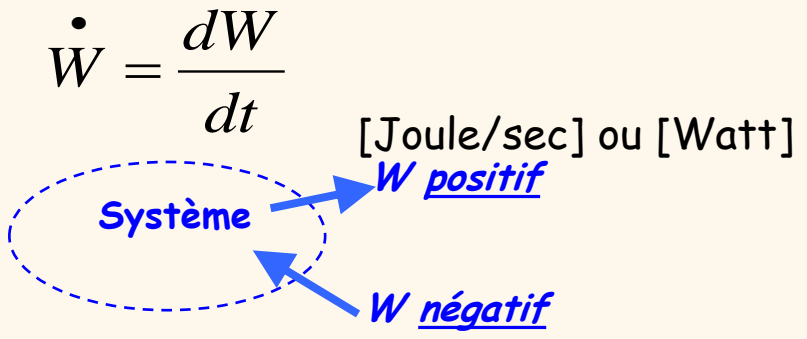 Ẇ = dW/dt
[Joule/sec] ou [Watt]
W positif
Système
W négatif